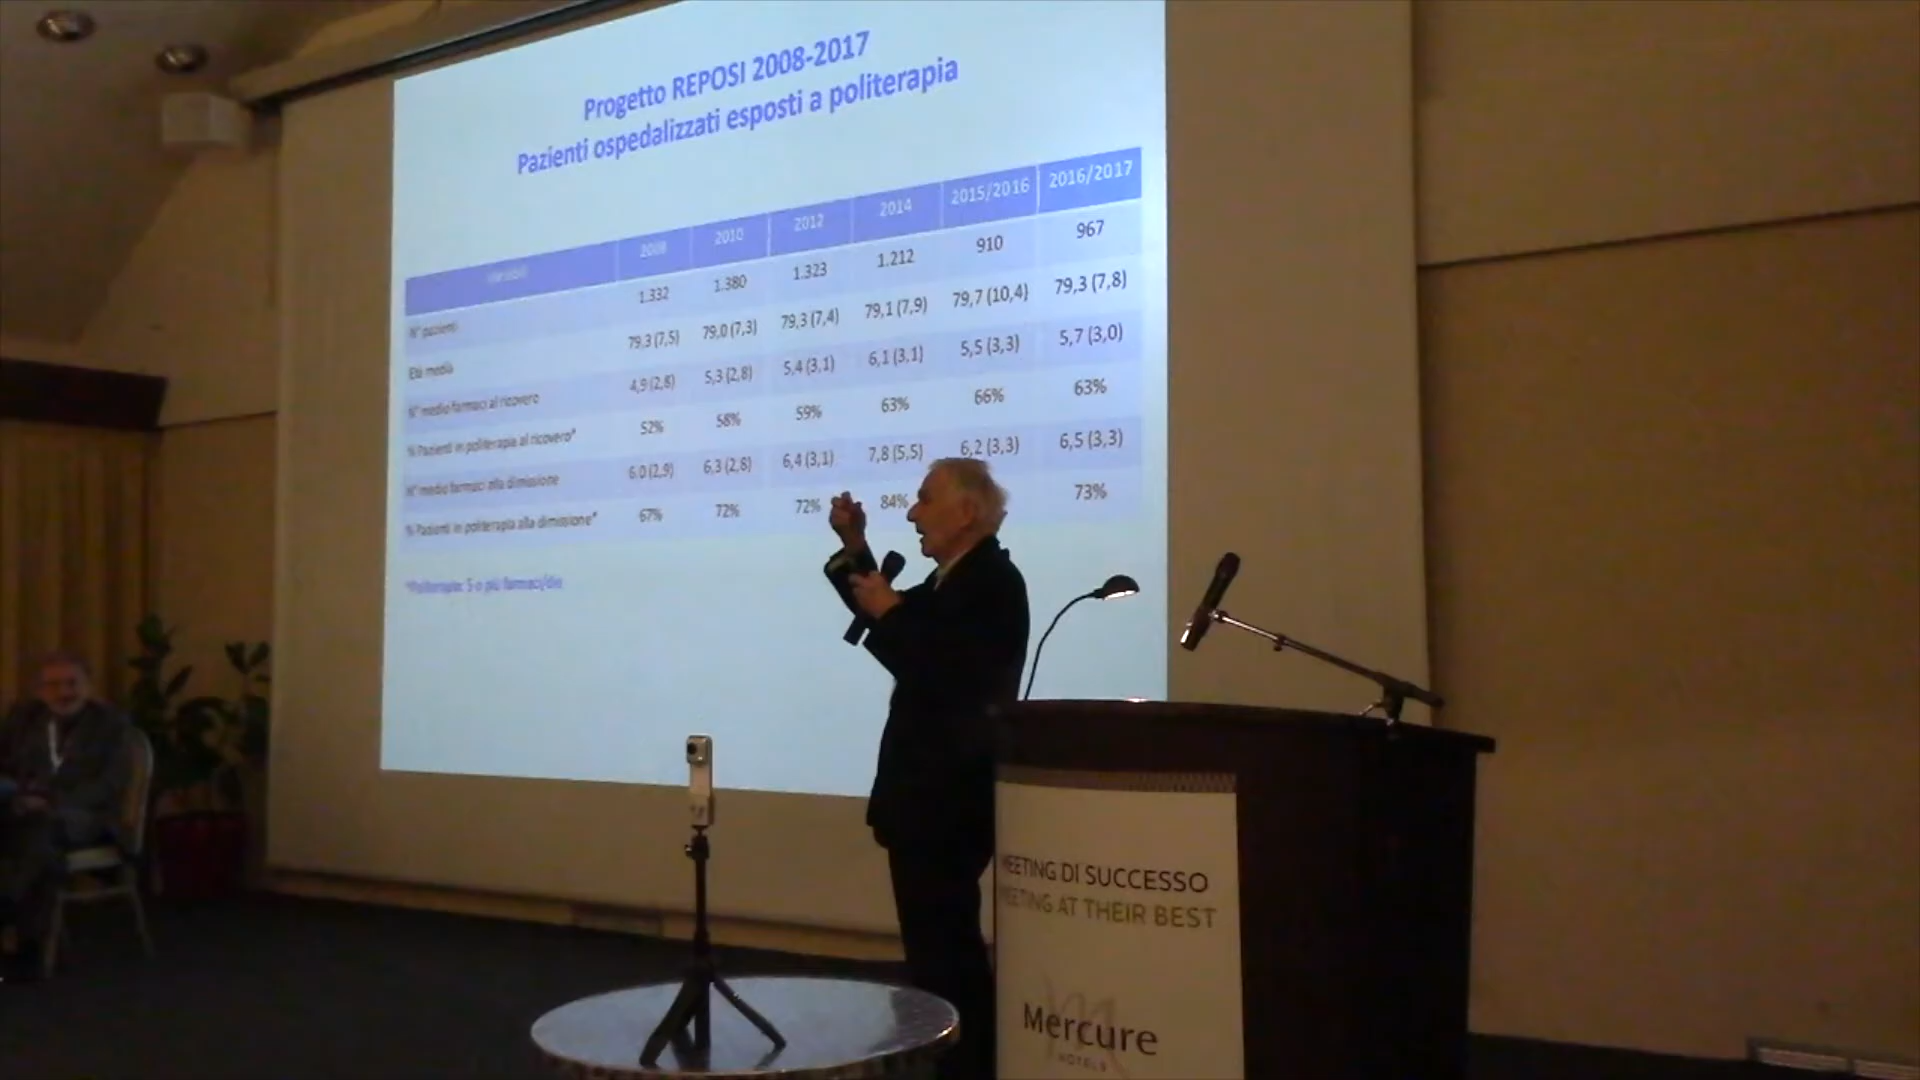 Progetto REPOSI 2008-2017
Pazienti ospedalizzati esposti a politerapia
2008 2010 2012 2014 2015/2016 2016/2017
N° pazienti 1.332 1.380 1.323 1.212 910 967
Età media 79,3 (7,5) 79,0 (7,3) 79,3 (7,4) 79,1 (7,9) 79,7 (10,4) 79,3 (7,8)
N° medio farmaci al ricovero 4,9 (2,8) 5,3 (2,8) 5,4 (3,1) 6,1 (3,1) 5,5 (3,3) 5,7 (3,0)
% Pazienti in politerapia al ricovero* 52% 58% 59% 63% 66% 63%
N° medio farmaci alla dimissione 6,0 (2,9) 6,3 (2,8) 6,4 (3,1) 7,8 (5,5) 6,2 (3,3) 6,5 (3,3)
% Pazienti in politerapia alla dimissione* 67% 72% 72% 84% 73%
*Politerapia: 5 o più farmaci/die
MEETING DI SUCCESSO
MEETING AT THEIR BEST
Mercure
HOTELS